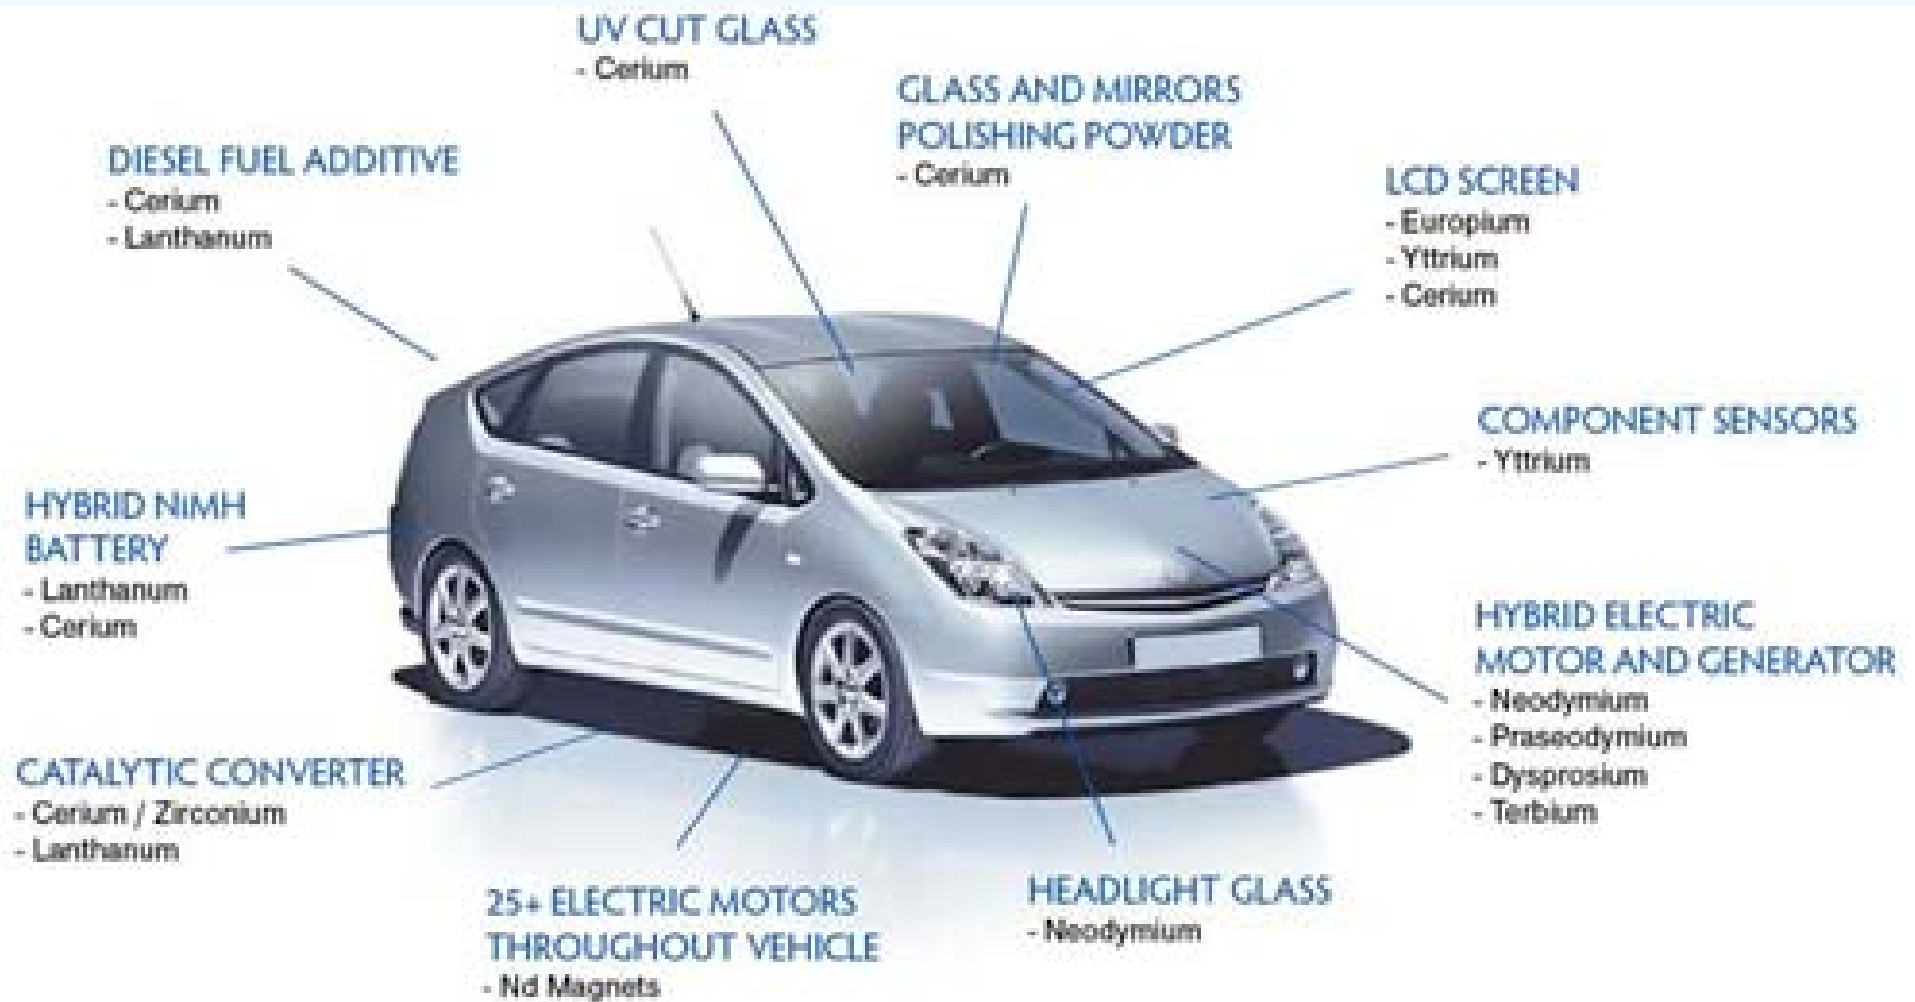 UV CUT GLASS
- Cerium
GLASS AND MIRRORS
POLISHING POWDER
- Cerium
DIESEL FUEL ADDITIVE
- Cerium
- Lanthanum
LCD SCREEN
- Europium
- Yttrium
- Cerium
COMPONENT SENSORS
- Yttrium
HYBRID NiMH
BATTERY
- Lanthanum
- Cerium
HYBRID ELECTRIC
MOTOR AND GENERATOR
- Neodymium
- Praseodymium
- Dysprosium
- Terbium
CATALYTIC CONVERTER
- Cerium / Zirconium
- Lanthanum
25+ ELECTRIC MOTORS
THROUGHOUT VEHICLE
- Nd Magnets
HEADLIGHT GLASS
- Neodymium